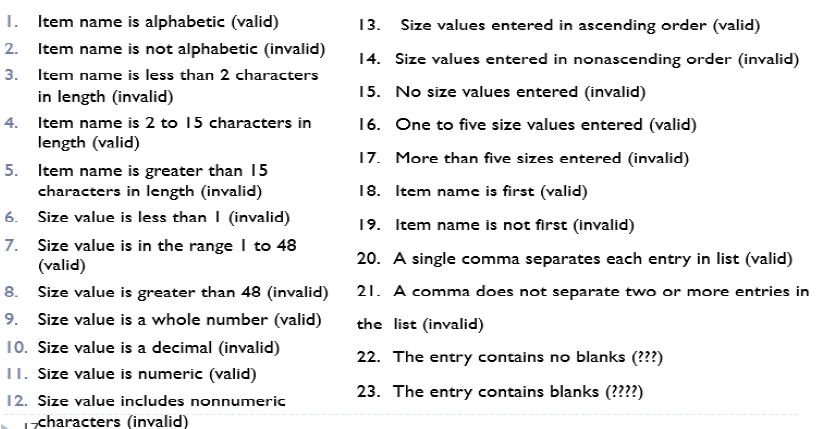 1. Item name is alphabetic (valid)
2. Item name is not alphabetic (invalid)
3. Item name is less than 2 characters
in length (invalid)
4. Item name is 2 to 15 characters in
length (valid)
5. Item name is greater than 15
characters in length (invalid)
6. Size value is less than 1 (invalid)
7. Size value is in the range 1 to 48
(valid)
8. Size value is greater than 48 (invalid)
9. Size value is a whole number (valid)
10. Size value is a decimal (invalid)
11. Size value is numeric (valid)
12. Size value includes nonnumeric
characters (invalid)
17
13. Size values entered in ascending order (valid)
14. Size values entered in nonascending order (invalid)
15. No size values entered (invalid)
16. One to five size values entered (valid)
17. More than five sizes entered (invalid)
18. Item name is first (valid)
19. Item name is not first (invalid)
20. A single comma separates each entry in list (valid)
21. A comma does not separate two or more entries in
the list (invalid)
22. The entry contains no blanks (???)
23. The entry contains blanks (????)